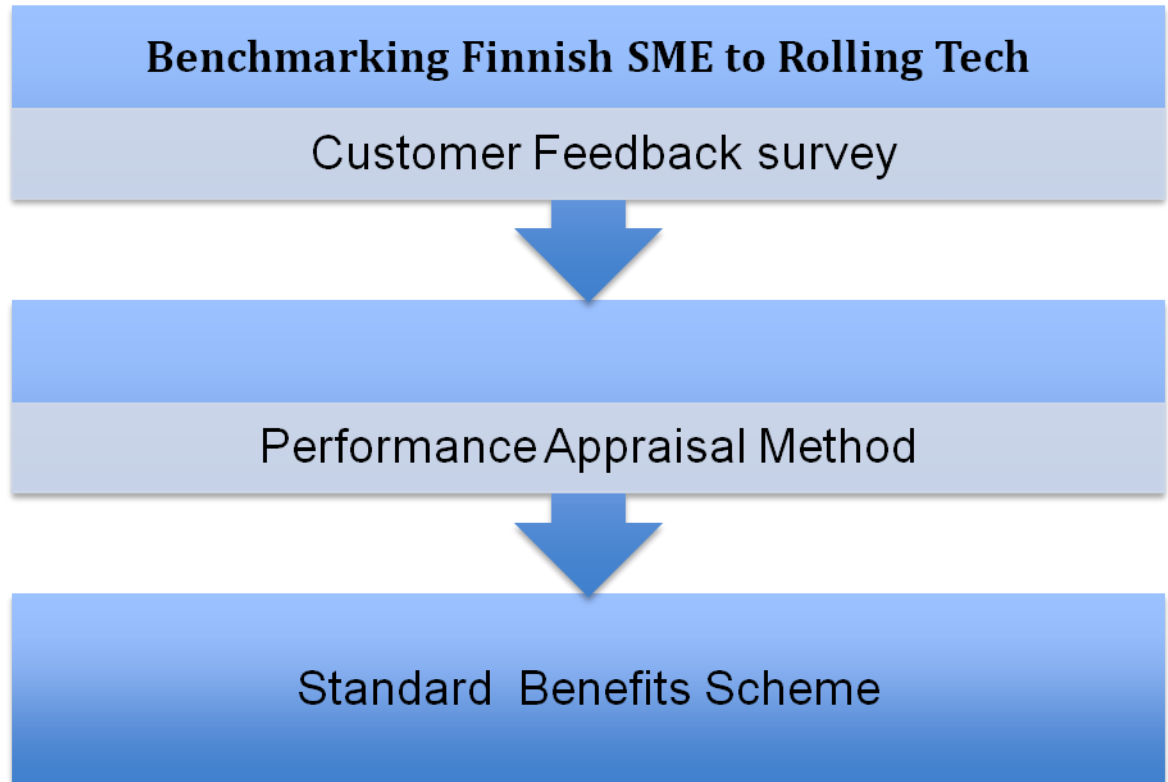 Benchmarking Finnish SME to Rolling Tech
Customer Feedback survey
Performance Appraisal Method
Standard Benefits Scheme